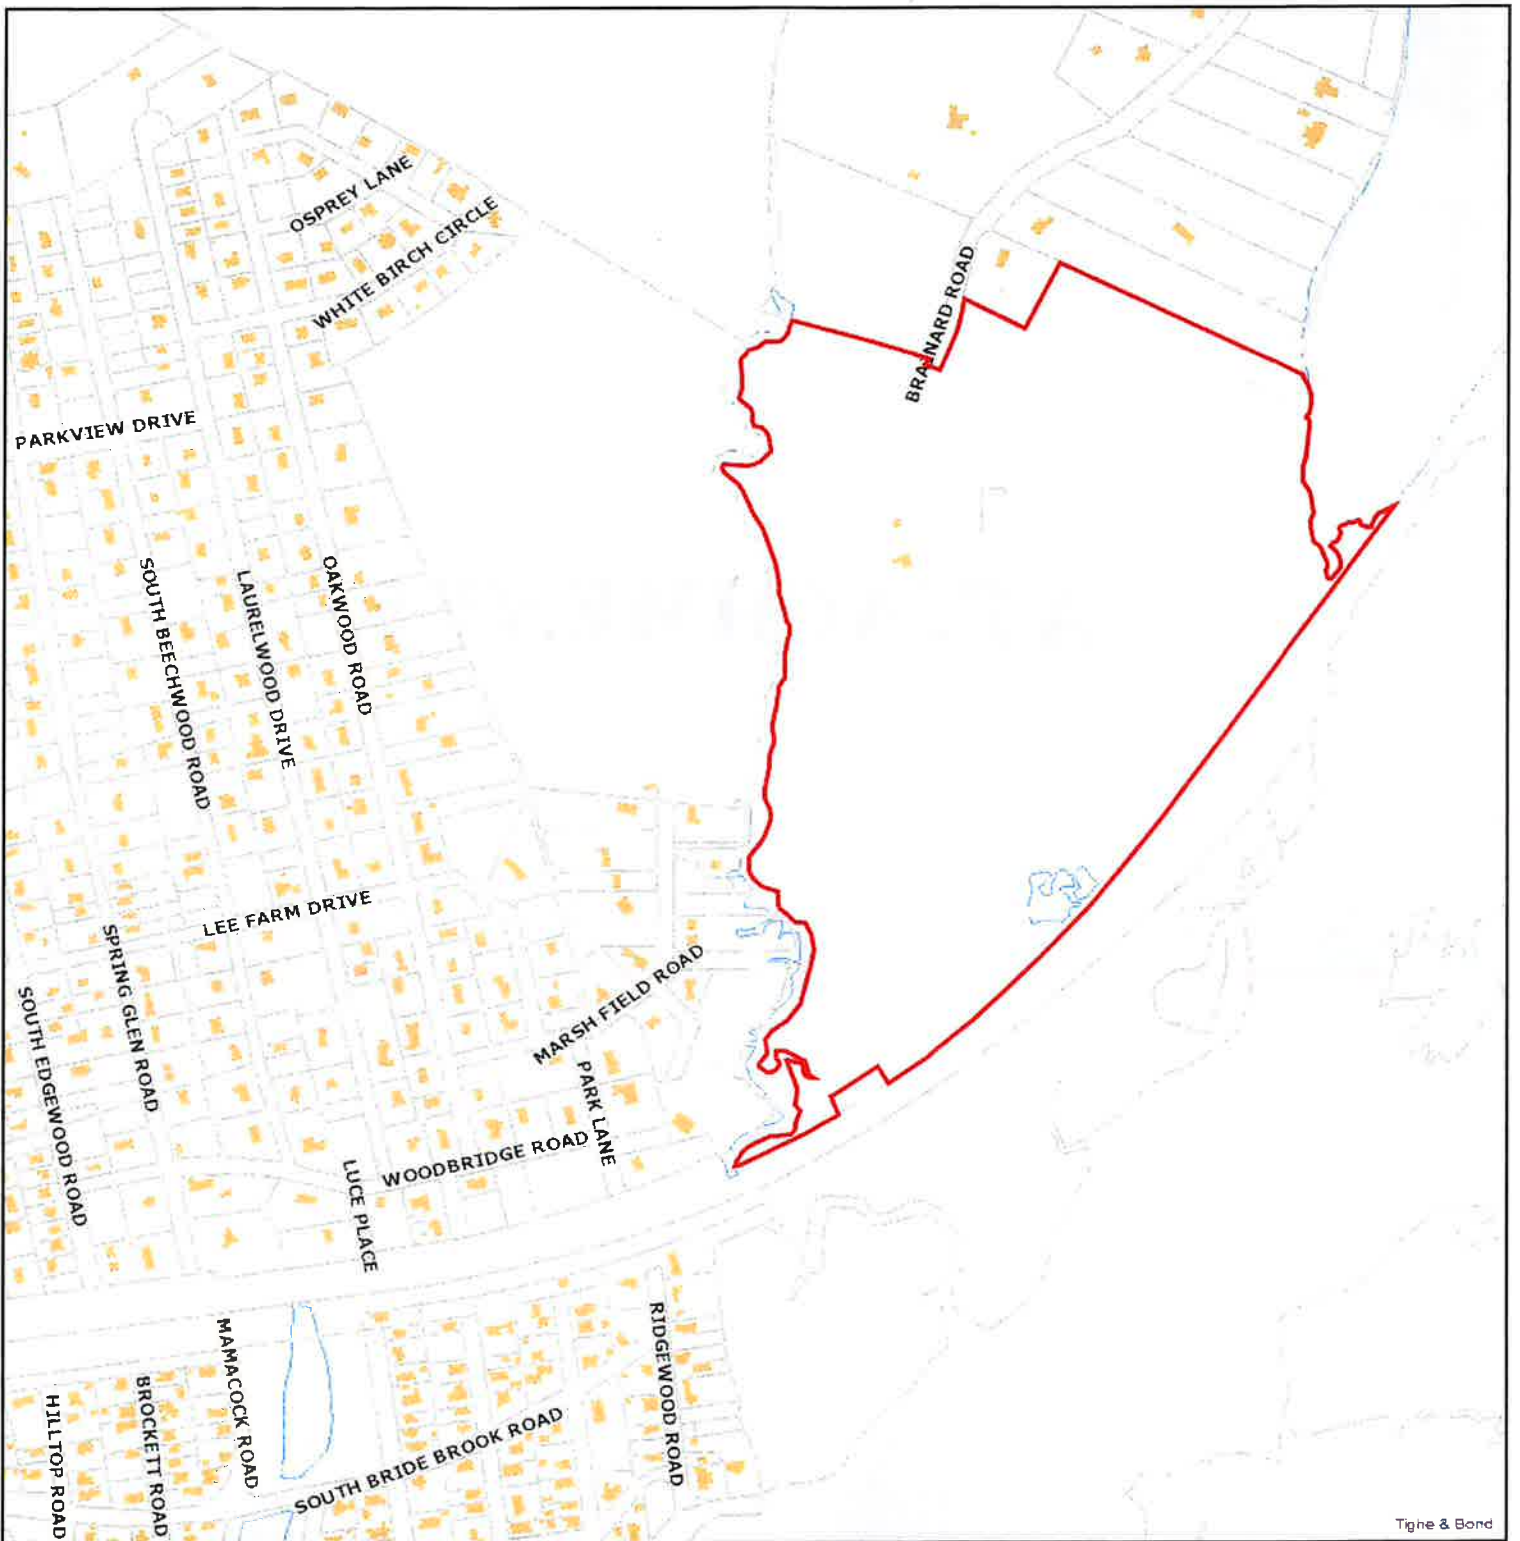 OSPREY LANE
WHITE BIRCH CIRCLE
BRAINARD ROAD
PARKVIEW DRIVE
SOUTH BEECHWOOD ROAD
LAURELWOOD DRIVE
OAKWOOD ROAD
LEE FARM DRIVE
SPRING GLEN ROAD
SOUTH EDGEWOOD ROAD
MARSH FIELD ROAD
PARK LANE
WOODBRIDGE ROAD
LUCE PLACE
MAMACOCK ROAD
BROCKETT ROAD
HILLTOP ROAD
SOUTH BRIDE BROOK ROAD
RIDGEWOOD ROAD
Tighe & Bond